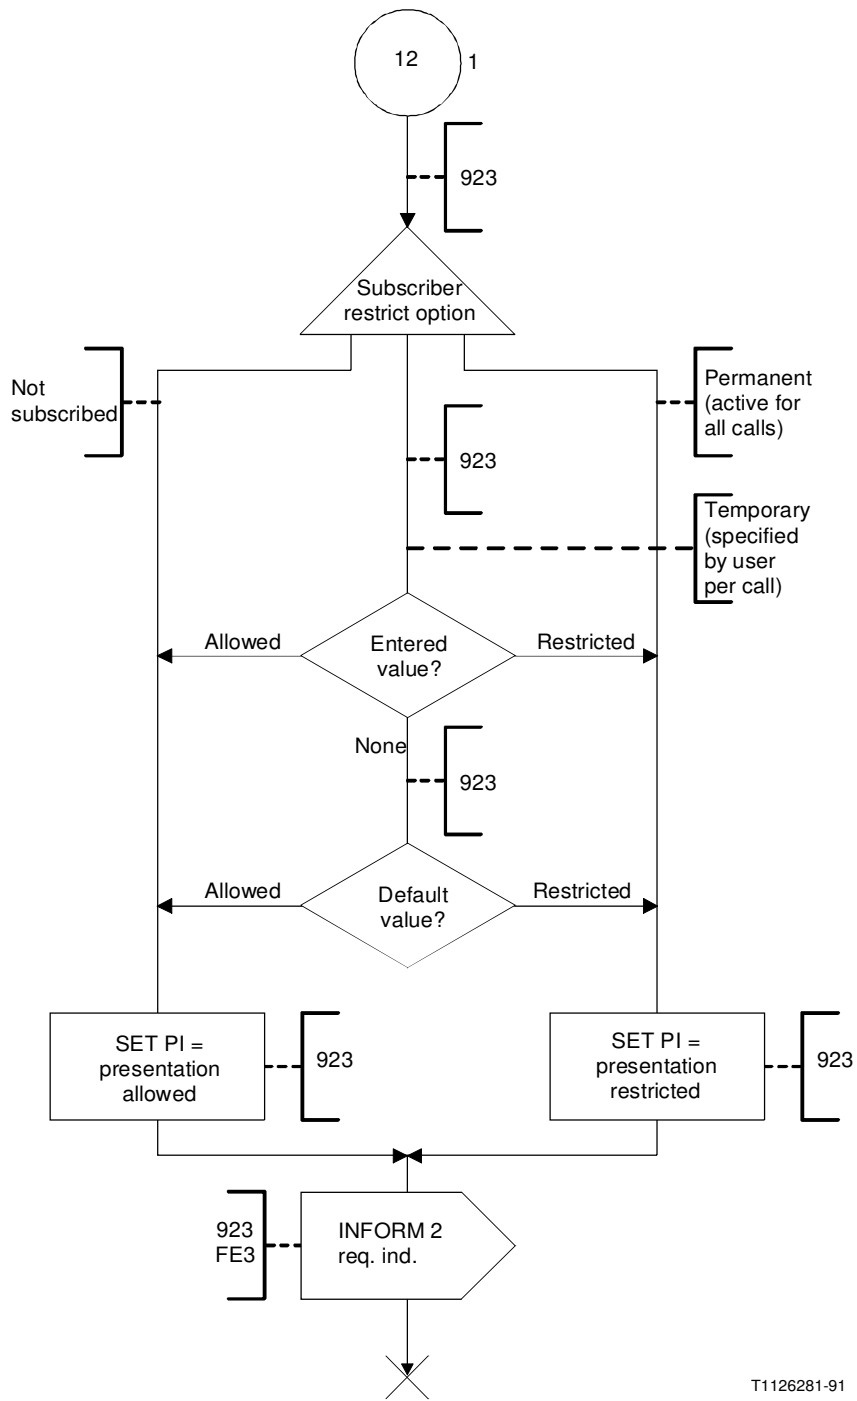 12
1
923
Subscriber
restrict option
Not
subscribed
Permanent
(active for
all calls)
923
Temporary
(specified
by user
per call)
Allowed
Entered
value?
Restricted
None
923
Allowed
Default
value?
Restricted
SET PI =
presentation
allowed
923
SET PI =
presentation
restricted
923
923
FE3
INFORM 2
req. ind.
T1126281-91